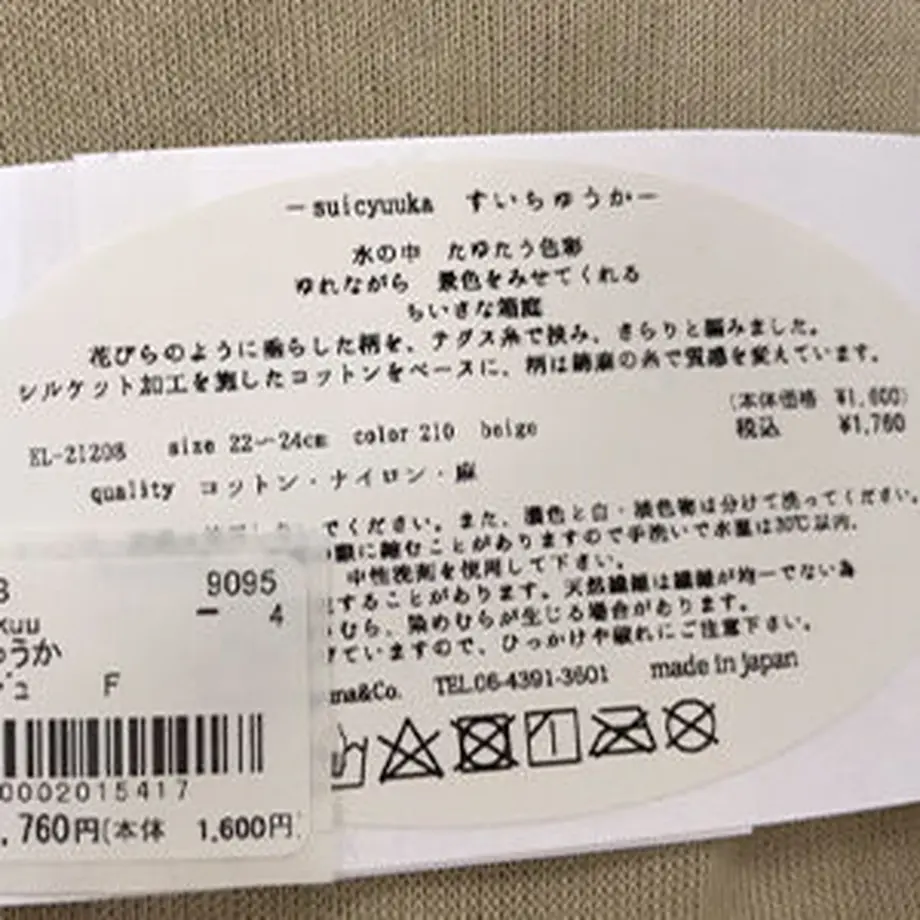 −suicyuuka すいちゅうか−
水の中 たゆたう色彩
ゆれながら 景色をみせてくれる
ちいさな箱庭
花びらのように散らした柄を、テグス糸で挟み、さらりと編みました。
シルケット加工を施したコットンをベースに、柄は綿麻の糸で質感を変えています。
(本体価格 ¥1,600)
EL-21208 size 22〜24cm color 210 beige 税込 ¥1,760
quality コットン・ナイロン・麻
でください。また、濃色と白・淡色物は分けて洗ってください。
に縮むことがありますので手洗いで水量は30℃以内、
中性洗剤を使用して下さい。
することがあります。天然繊維は繊維が均一でない為
むら、染めむらが生じる場合があります。
ていますので、ひっかけや破れにご注意下さい。
na&Co. TEL.06-4391-3601 made in japan
9095
− 4
kuu
ゅうか
ジュ F
0002015417
,760円(本体 1,600円)